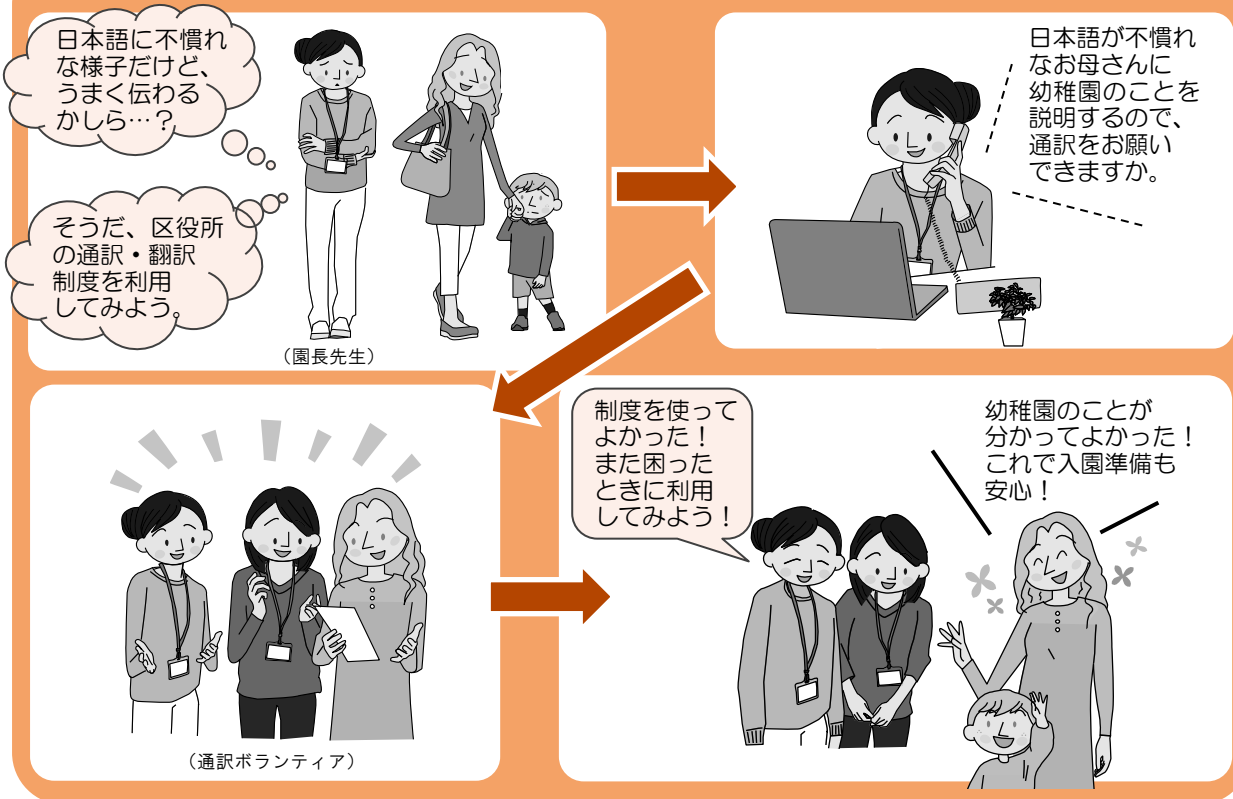 日本語に不慣れ
な様子だけど、
うまく伝わる
かしら…？
そうだ、区役所
の通訳・翻訳
制度を利用
してみよう。
（園長先生）
日本語が不慣れ
なお母さんに
幼稚園のことを
説明するので、
通訳をお願い
できますか。
（通訳ボランティア）
制度を使って
よかった！
また困った
ときに利用
してみよう！
幼稚園のことが
分かってよかった！
これで入園準備も
安心！